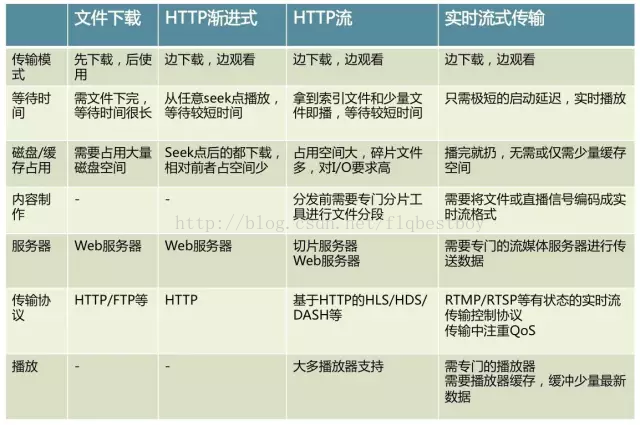 文件下载 HTTP渐进式 HTTP流 实时流式传输
传输模 先下载，后使 边下载，边观看 边下载，边观看 边下载，边观看
式 用
等待时 需文件下完， 从任意seek点播放， 拿到索引文件和少量文 只需极短的启动延迟，实时播放
间 等待时间很长 等待较短时间 件即播，等待较短时间
磁盘/缓 需要占用大量 Seek点后的都下载， 占用空间大，碎片文件 播完就扔，无需或仅需少量缓存
存占用 磁盘空间 相对前者占空间少 多，对I/O要求高 空间
内容制 - - 分发前需要专门分片工 需要将文件或直播信号编码成实
作 具进行文件分段 时流格式
http://blog.csdn.net/flqbestboy
服务器 Web服务器 Web服务器 切片服务器 需要专门的流媒体服务器进行传
Web服务器 送数据
传输协 HTTP/FTP等 HTTP 基于HTTP的HLS/HDS/ RTMP/RTSP等有状态的实时流
议 DASH等 传输控制协议
传输中注重QoS
播放 - - 大多播放器支持 需专门的播放器
需要播放器缓存，缓冲少量最新
数据